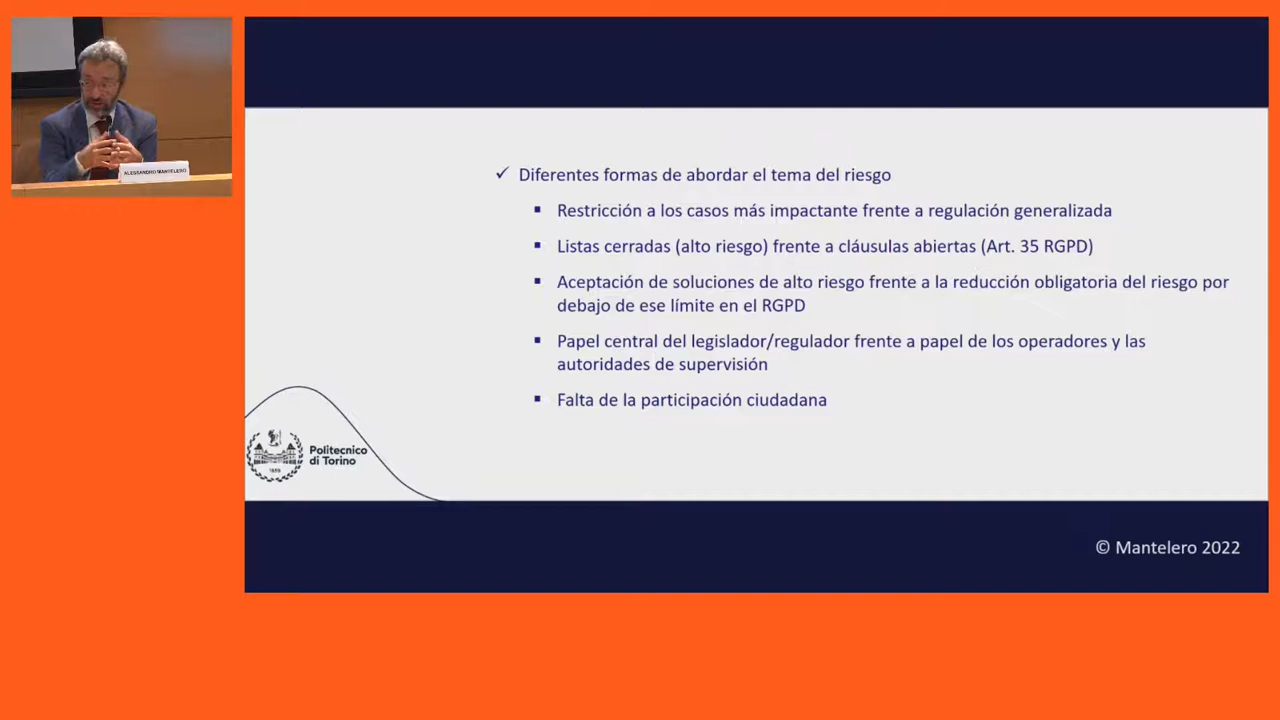 ALESSANDRO MANTELERO
✓ Diferentes formas de abordar el tema del riesgo
▪ Restricción a los casos más impactante frente a regulación generalizada
▪ Listas cerradas (alto riesgo) frente a cláusulas abiertas (Art. 35 RGPD)
▪ Aceptación de soluciones de alto riesgo frente a la reducción obligatoria del riesgo por
debajo de ese límite en el RGPD
▪ Papel central del legislador/regulador frente a papel de los operadores y las
autoridades de supervisión
▪ Falta de la participación ciudadana
Politecnico
di Torino
© Mantelero 2022